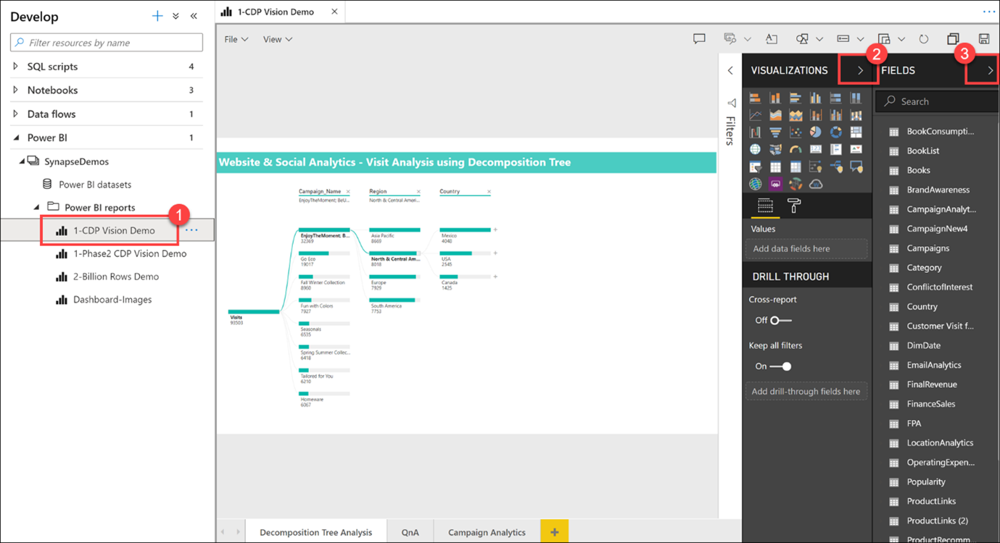 Develop
Filter resources by name
SQL scripts 4
Notebooks 3
Data flows 1
Power BI 1
SynapseDemos
Power BI datasets
Power BI reports
1
1-CDP Vision Demo
1-Phase2 CDP Vision Demo
2-Billion Rows Demo
Dashboard-Images
1-CDP Vision Demo
File View
Website & Social Analytics - Visit Analysis using Decomposition Tree
Campaign_Name
EnjoyTheMoment; BeU...
Region
North & Central Ameri...
Country
Visits
93503
EnjoyTheMoment; B...
32369
Go Eco
19017
Fall Winter Collection
8960
Fun with Colors
7927
Seasonals
6535
Spring Summer Collec...
6418
Tailored for You
6210
Homeware
6067
Asia Pacific
8669
North & Central Am...
8018
Europe
7929
South America
7753
Mexico
4048
USA
2545
Canada
1425
Decomposition Tree Analysis
QnA
Campaign Analytics
Filters
VISUALIZATIONS
2
Values
Add data fields here
DRILL THROUGH
Cross-report
Off
Keep all filters
On
Add drill-through fields here
FIELDS
3
Search
BookConsumpti...
BookList
Books
BrandAwareness
CampaignAnalyt...
CampaignNew4
Campaigns
Category
ConflictofInterest
Country
Customer Visit f...
DimDate
EmailAnalytics
FinalRevenue
FinanceSales
FPA
LocationAnalytics
OperatingExpen...
Popularity
ProductLinks
ProductLinks (2)
ProductRecomm...